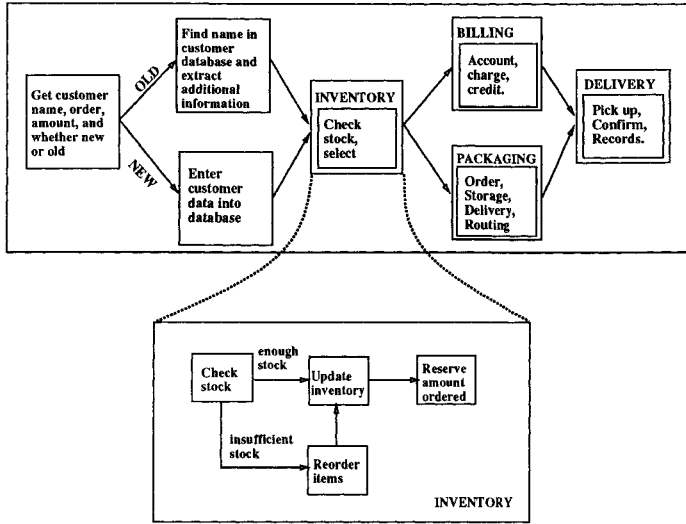 Get customer
name, order,
amount, and
whether new
or old
OLD
NEW
Find name in
customer
database and
extract
additional
information
Enter
customer
data into
database
INVENTORY
Check
stock,
select
BILLING
Account,
charge,
credit.
PACKAGING
Order,
Storage,
Delivery,
Routing
DELIVERY
Pick up,
Confirm,
Records.
Check
stock
enough
stock
Update
inventory
Reserve
amount
ordered
insufficient
stock
Reorder
items
INVENTORY